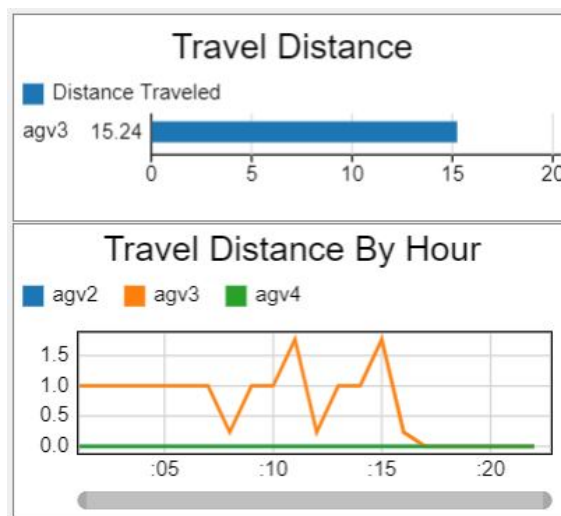 Travel Distance
Distance Traveled
agv3 15.24
0 5 10 15 20
Travel Distance By Hour
agv2 agv3 agv4
1.5
1.0
0.5
0.0
:05 :10 :15 :20